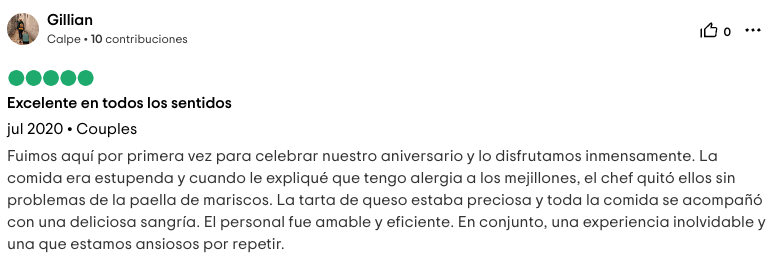 Gillian
Calpe • 10 contribuciones
0
Excelente en todos los sentidos
jul 2020 • Couples
Fuimos aquí por primera vez para celebrar nuestro aniversario y lo disfrutamos inmensamente. La
comida era estupenda y cuando le expliqué que tengo alergia a los mejillones, el chef quitó ellos sin
problemas de la paella de mariscos. La tarta de queso estaba preciosa y toda la comida se acompañó
con una deliciosa sangría. El personal fue amable y eficiente. En conjunto, una experiencia inolvidable y
una que estamos ansiosos por repetir.